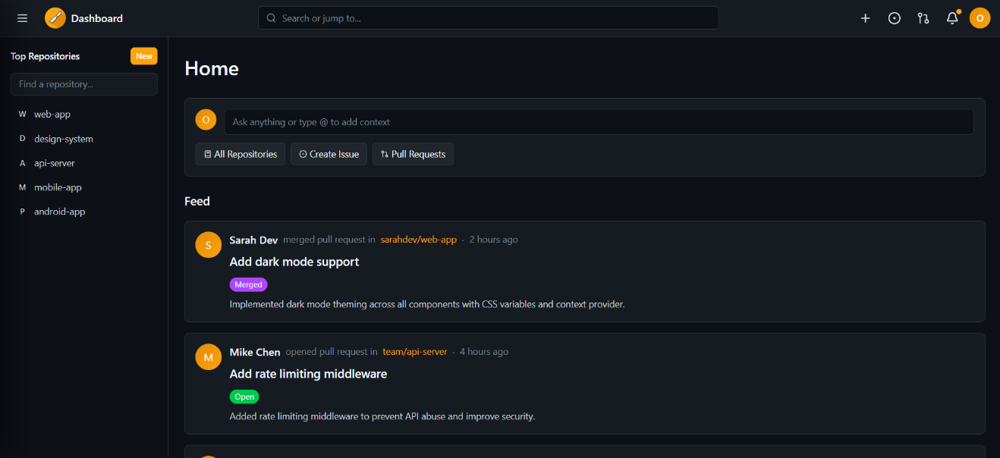 Dashboard
Search or jump to...
O
Top Repositories
New
Find a repository...
W web-app
D design-system
A api-server
M mobile-app
P android-app
Home
O
Ask anything or type @ to add context
All Repositories
Create Issue
Pull Requests
Feed
S
Sarah Dev merged pull request in sarahdev/web-app · 2 hours ago
Add dark mode support
Merged
Implemented dark mode theming across all components with CSS variables and context provider.
M
Mike Chen opened pull request in team/api-server · 4 hours ago
Add rate limiting middleware
Open
Added rate limiting middleware to prevent API abuse and improve security.